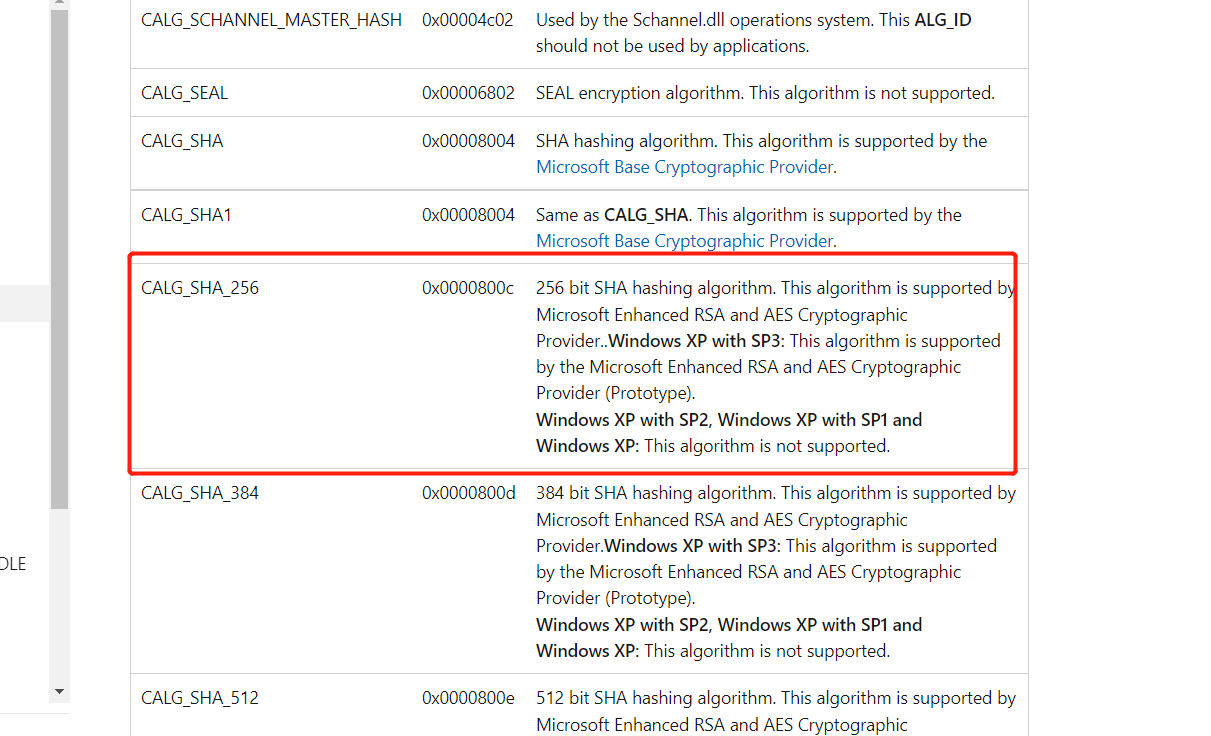 CALG_SCHANNEL_MASTER_HASH 0x00004c02 Used by the Schannel.dll operations system. This ALG_ID
should not be used by applications.
CALG_SEAL 0x00006802 SEAL encryption algorithm. This algorithm is not supported.
CALG_SHA 0x00008004 SHA hashing algorithm. This algorithm is supported by the
Microsoft Base Cryptographic Provider.
CALG_SHA1 0x00008004 Same as CALG_SHA. This algorithm is supported by the
Microsoft Base Cryptographic Provider.
CALG_SHA_256 0x0000800c 256 bit SHA hashing algorithm. This algorithm is supported by
Microsoft Enhanced RSA and AES Cryptographic
Provider..Windows XP with SP3: This algorithm is supported
by the Microsoft Enhanced RSA and AES Cryptographic
Provider (Prototype).
Windows XP with SP2, Windows XP with SP1 and
Windows XP: This algorithm is not supported.
CALG_SHA_384 0x0000800d 384 bit SHA hashing algorithm. This algorithm is supported by
Microsoft Enhanced RSA and AES Cryptographic
Provider.Windows XP with SP3: This algorithm is supported
DLE
by the Microsoft Enhanced RSA and AES Cryptographic
Provider (Prototype).
Windows XP with SP2, Windows XP with SP1 and
Windows XP: This algorithm is not supported.
CALG_SHA_512 0x0000800e 512 bit SHA hashing algorithm. This algorithm is supported by
Microsoft Enhanced RSA and AES Cryptographic